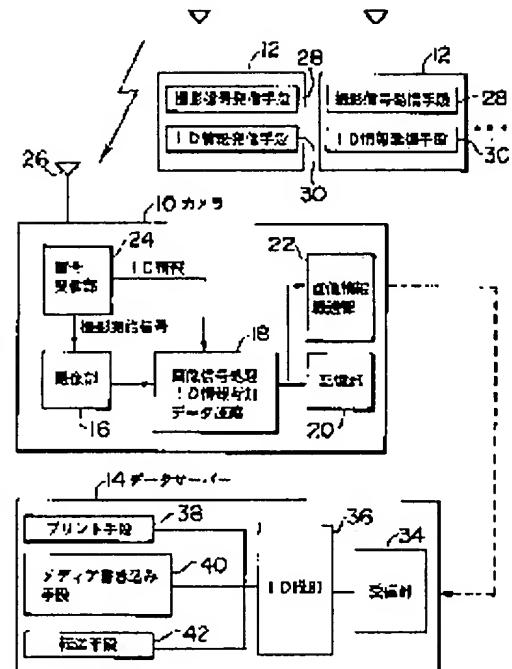 12
12
28
撮影信号発信手段
撮影信号発信手段
28
ID情報発信手段
ID情報発信手段
30
30
26
10 カメラ
24
信号
受信部
ID情報
22
画像情報
撮影発信信号
18
撮像部
画像信号処理
ID情報付加
データ圧縮
記憶部
16
20
14 データサーバー
プリント手段
38
36
34
メディア書き込み
手段
40
ID識別
受信部
転送手段
42